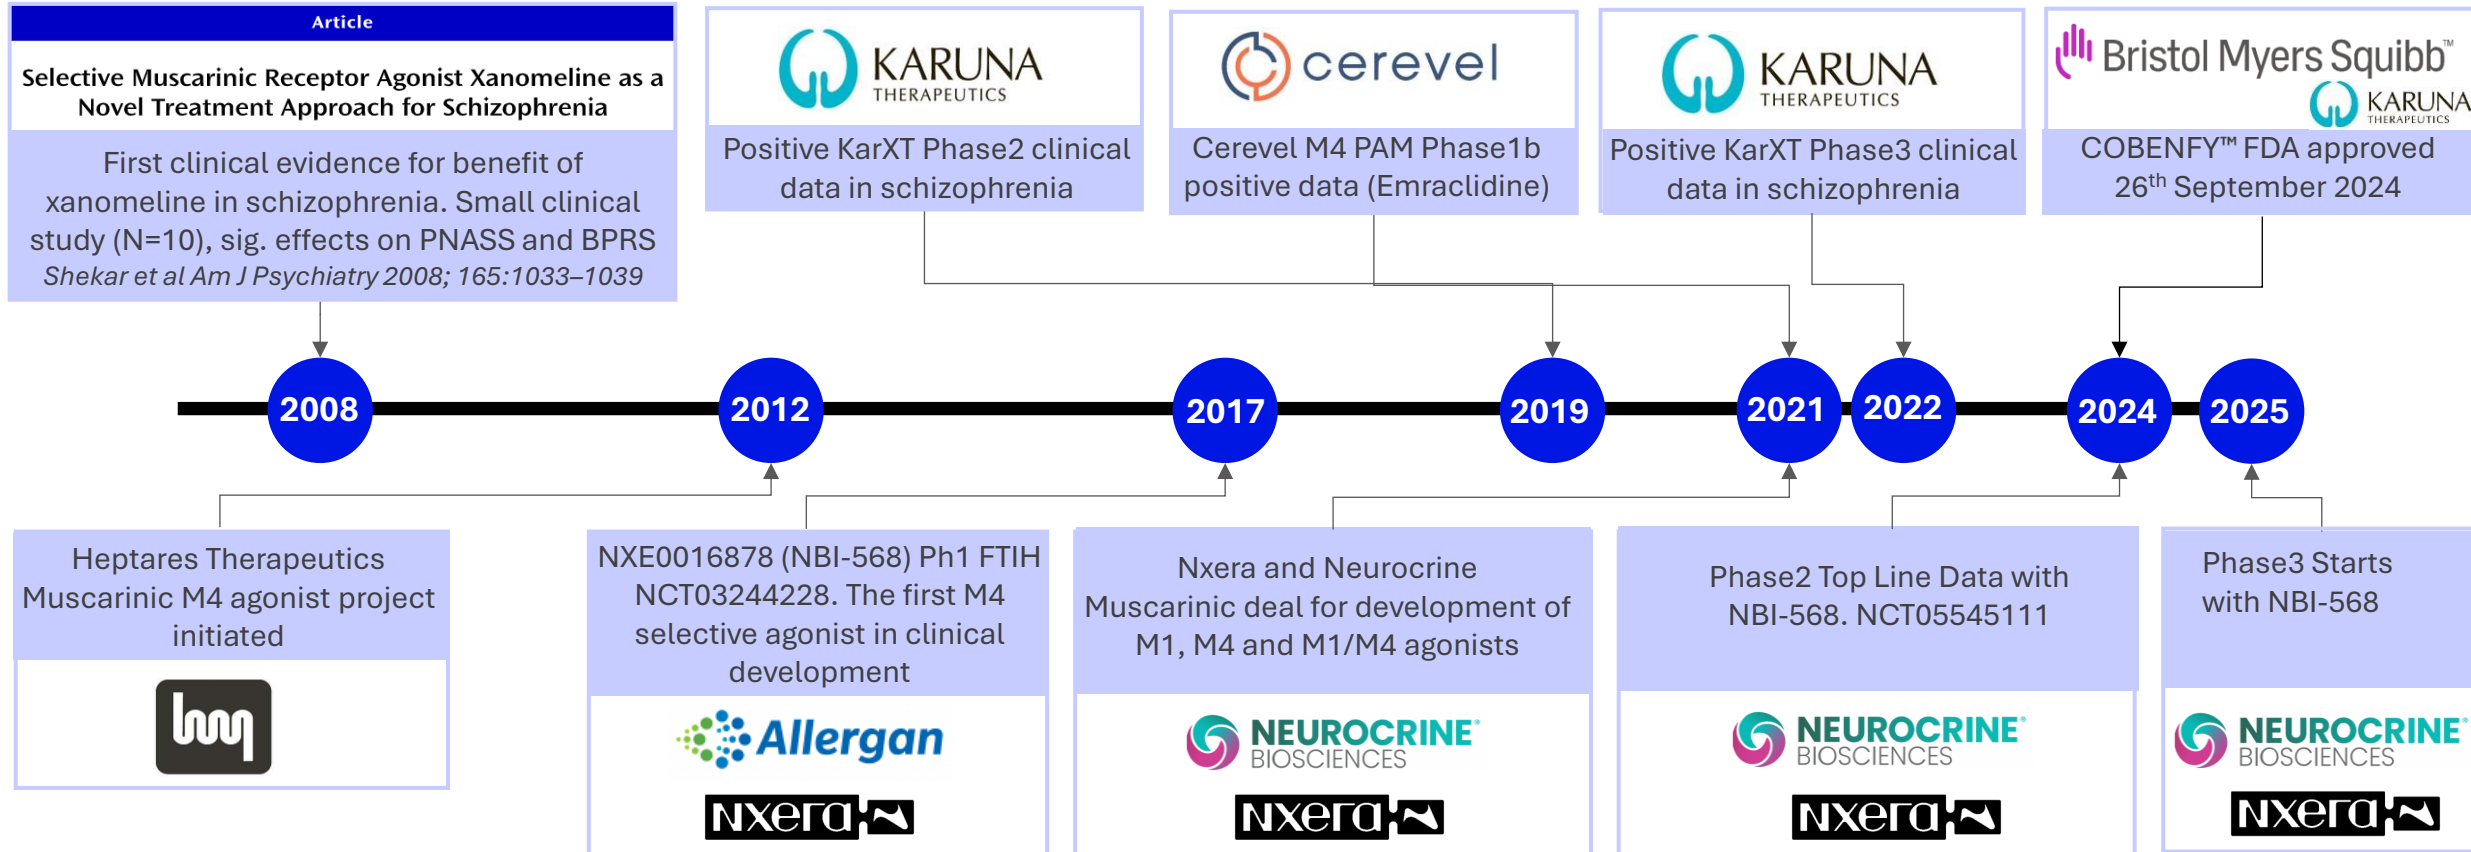 Article
Selective Muscarinic Receptor Agonist Xanomeline as a
Novel Treatment Approach for Schizophrenia
First clinical evidence for benefit of
xanomeline in schizophrenia. Small clinical
study (N=10), sig. effects on PNASS and BPRS
Shekar et al Am J Psychiatry 2008; 165:1033–1039
KARUNA
THERAPEUTICS
Positive KarXT Phase2 clinical
data in schizophrenia
cerevel
Cerevel M4 PAM Phase1b
positive data (Emraclidine)
KARUNA
THERAPEUTICS
Positive KarXT Phase3 clinical
data in schizophrenia
Bristol Myers Squibb™
KARUNA
THERAPEUTICS
COBENFY™ FDA approved
26th September 2024
2008
2012
2017
2019
2021
2022
2024
2025
Heptares Therapeutics
Muscarinic M4 agonist project
initiated
NXE0016878 (NBI-568) Ph1 FTIH
NCT03244228. The first M4
selective agonist in clinical
development
Allergan
Nxera
Nxera and Neurocrine
Muscarinic deal for development of
M1, M4 and M1/M4 agonists
NEUROCRINE®
BIOSCIENCES
Nxera
Phase2 Top Line Data with
NBI-568. NCT05545111
NEUROCRINE®
BIOSCIENCES
Nxera
Phase3 Starts
with NBI-568
NEUROCRINE®
BIOSCIENCES
Nxera